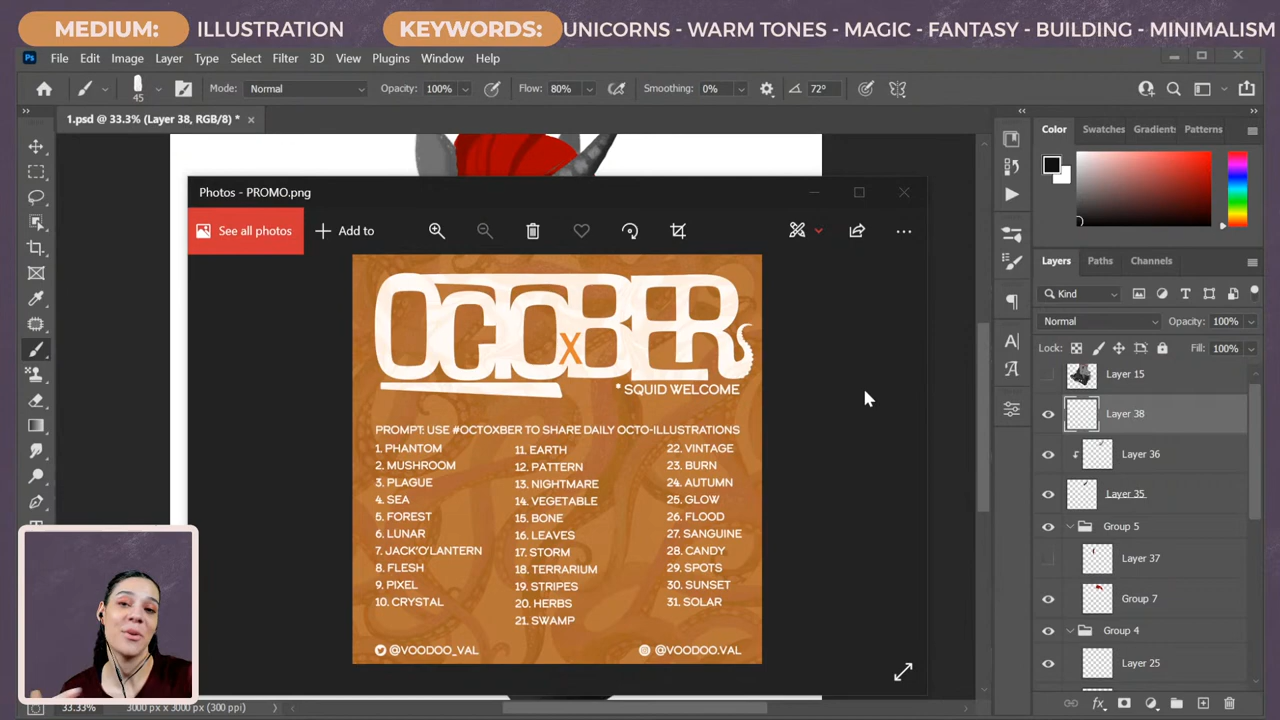 MEDIUM: ILLUSTRATION KEYWORDS: UNICORNS - WARM TONES - MAGIC - FANTASY - BUILDING - MINIMALISM
Ps File Edit Image Layer Type Select Filter 3D View Plugins Window Help
45 Mode: Normal Opacity: 100% Flow: 80% Smoothing: 0% 72°
1.psd @ 33.3% (Layer 38, RGB/8) *
Color Swatches Gradients Patterns
Photos - PROMO.png
See all photos Add to
OCTOxBER
• SQUID WELCOME
PROMPT: USE #OCTOXBER TO SHARE DAILY OCTO-ILLUSTRATIONS
1. PHANTOM
2. MUSHROOM
3. PLAGUE
4. SEA
5. FOREST
6. LUNAR
7. JACK'O'LANTERN
8. FLESH
9. PIXEL
10. CRYSTAL
11. EARTH
12. PATTERN
13. NIGHTMARE
14. VEGETABLE
15. BONE
16. LEAVES
17. STORM
18. TERRARIUM
19. STRIPES
20. HERBS
21. SWAMP
22. VINTAGE
23. BURN
24. AUTUMN
25. GLOW
26. FLOOD
27. SANGUINE
28. CANDY
29. SPOTS
30. SUNSET
31. SOLAR
@VOODOO_VAL @VOODOO.VAL
Layers Paths Channels
Kind
Normal Opacity: 100%
Lock: Fill: 100%
Layer 15
Layer 38
Layer 36
Layer 35
Group 5
Layer 37
Group 7
Group 4
Layer 25
fx
33.33% 3000 px x 3000 px (300 ppi)